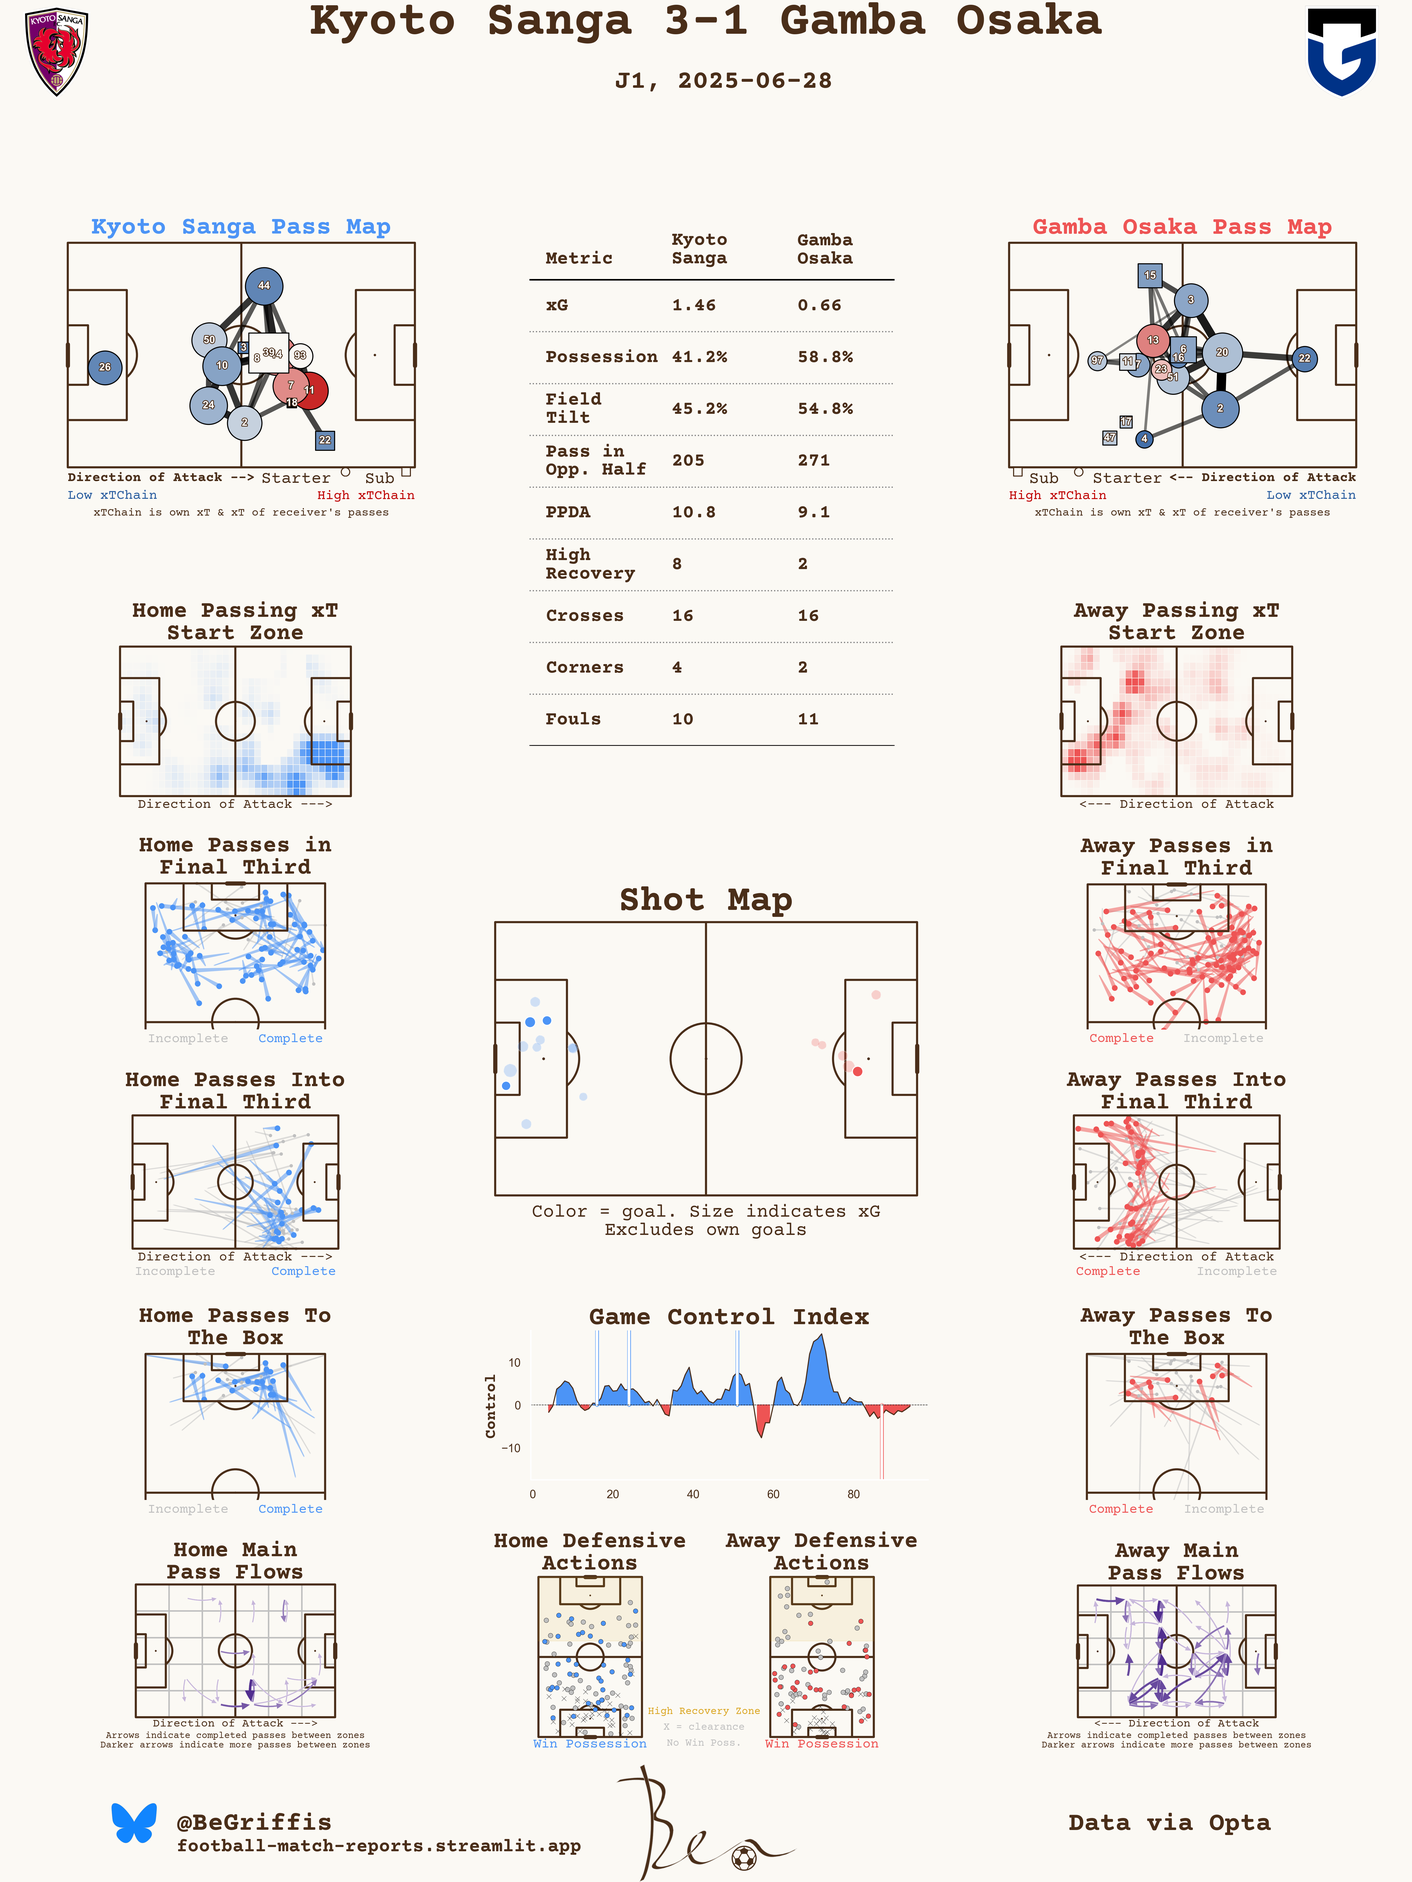 Kyoto Sanga 3-1 Gamba Osaka
J1, 2025-06-28
KYOTO SANGA
Kyoto Sanga Pass Map
44
50
3
8
39
93
10
26
7
11
18
24
2
22
Direction of Attack --> Starter Sub
Low xTChain High xTChain
xTChain is own xT & xT of receiver's passes
Metric Kyoto Sanga Gamba Osaka
xG 1.46 0.66
Possession 41.2% 58.8%
Field Tilt 45.2% 54.8%
Pass in Opp. Half 205 271
PPDA 10.8 9.1
High Recovery 8 2
Crosses 16 16
Corners 4 2
Fouls 10 11
Gamba Osaka Pass Map
15
3
13
6
20
16
22
97
11
7
23
51
2
17
47
4
Sub Starter <-- Direction of Attack
High xTChain Low xTChain
xTChain is own xT & xT of receiver's passes
Home Passing xT
Start Zone
Direction of Attack --->
Away Passing xT
Start Zone
<--- Direction of Attack
Home Passes in
Final Third
Incomplete Complete
Away Passes in
Final Third
Complete Incomplete
Shot Map
Color = goal. Size indicates xG
Excludes own goals
Home Passes Into
Final Third
Direction of Attack --->
Incomplete Complete
Away Passes Into
Final Third
<--- Direction of Attack
Complete Incomplete
Home Passes To
The Box
Incomplete Complete
Game Control Index
Control
10
0
−10
0 20 40 60 80
Away Passes To
The Box
Complete Incomplete
Home Main
Pass Flows
Direction of Attack --->
Arrows indicate completed passes between zones
Darker arrows indicate more passes between zones
Home Defensive
Actions
Win Possession
High Recovery Zone
X = clearance
No Win Poss.
Away Defensive
Actions
Win Possession
Away Main
Pass Flows
<--- Direction of Attack
Arrows indicate completed passes between zones
Darker arrows indicate more passes between zones
@BeGriffis
football-match-reports.streamlit.app
Ben
Data via Opta